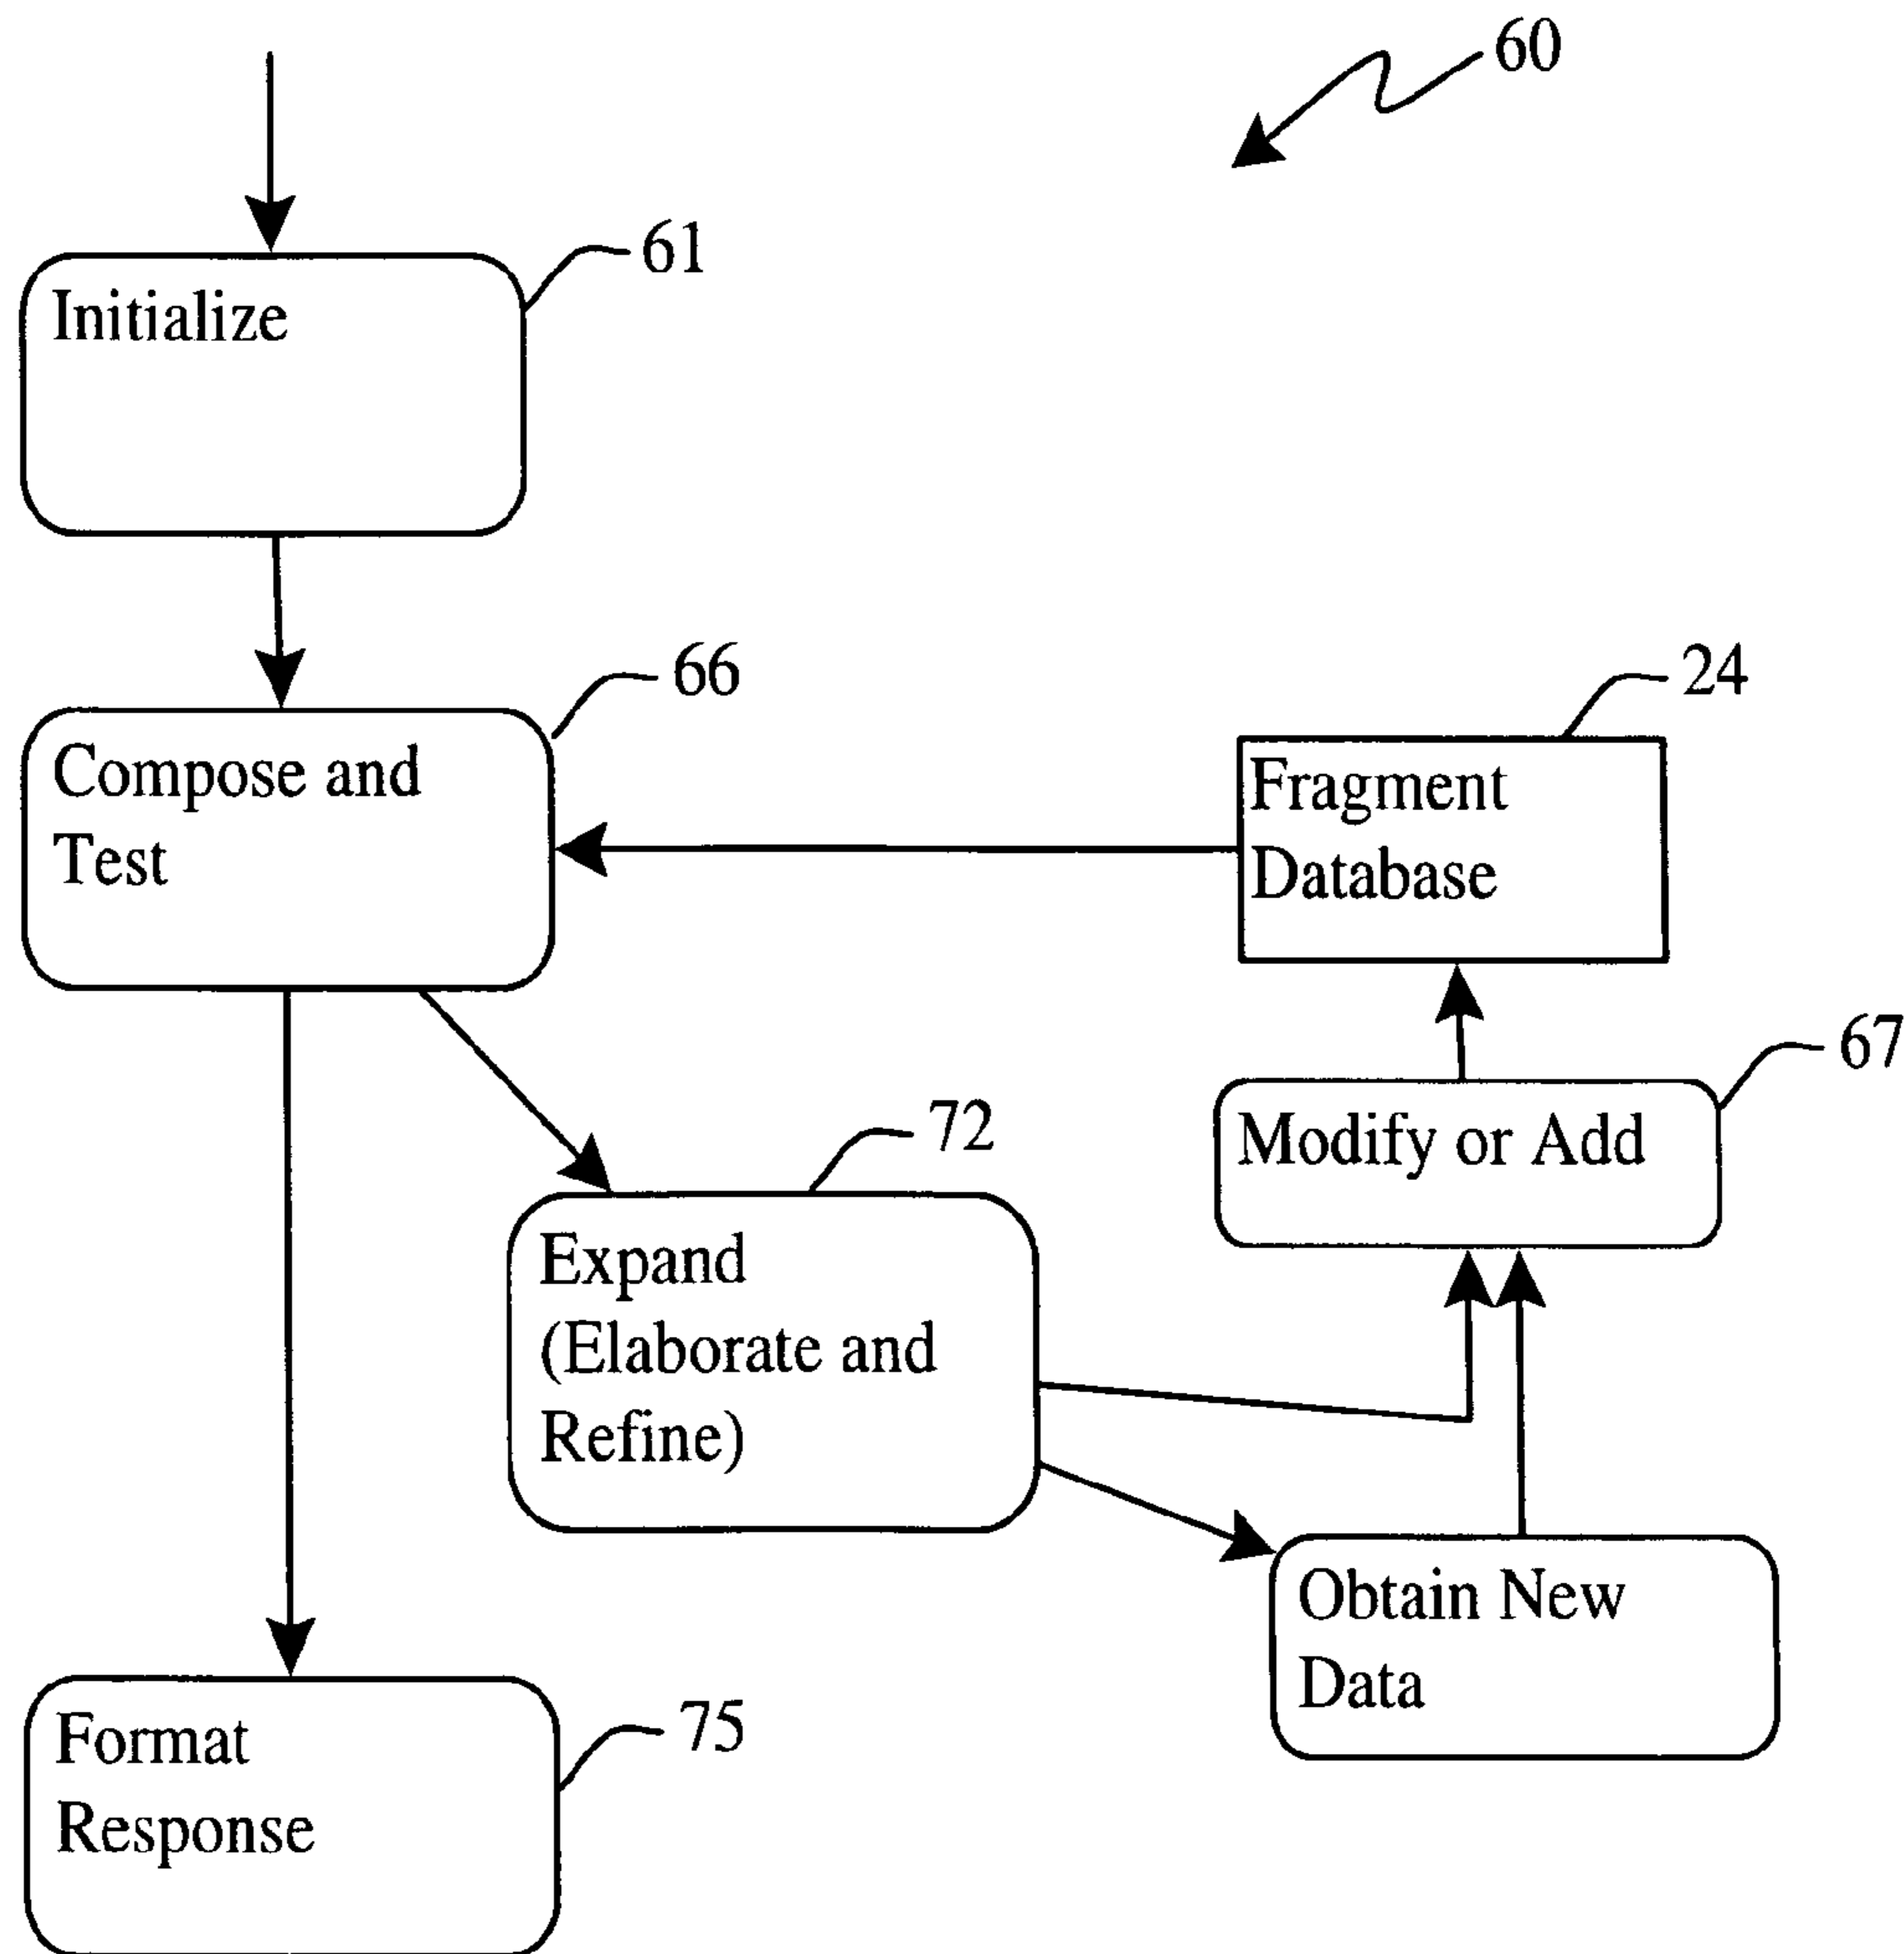 60
61
Initialize
66
Compose and
Test
24
Fragment
Database
67
Modify or Add
72
Expand
(Elaborate and
Refine)
Obtain New
Data
75
Format
Response